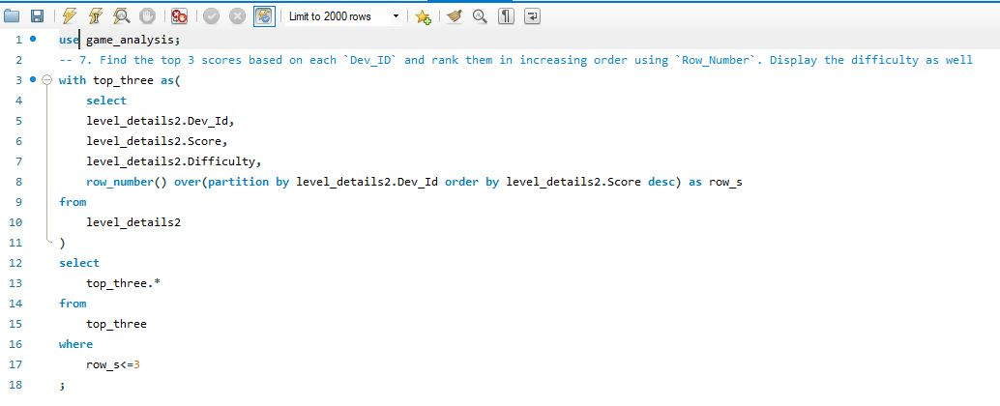 Limit to 2000 rows
1 use game_analysis;
2 -- 7. Find the top 3 scores based on each `Dev_ID` and rank them in increasing order using `Row_Number`. Display the difficulty as well
3 with top_three as(
4 select
5 level_details2.Dev_Id,
6 level_details2.Score,
7 level_details2.Difficulty,
8 row_number() over(partition by level_details2.Dev_Id order by level_details2.Score desc) as row_s
9 from
10 level_details2
11 )
12 select
13 top_three.*
14 from
15 top_three
16 where
17 row_s<=3
18 ;